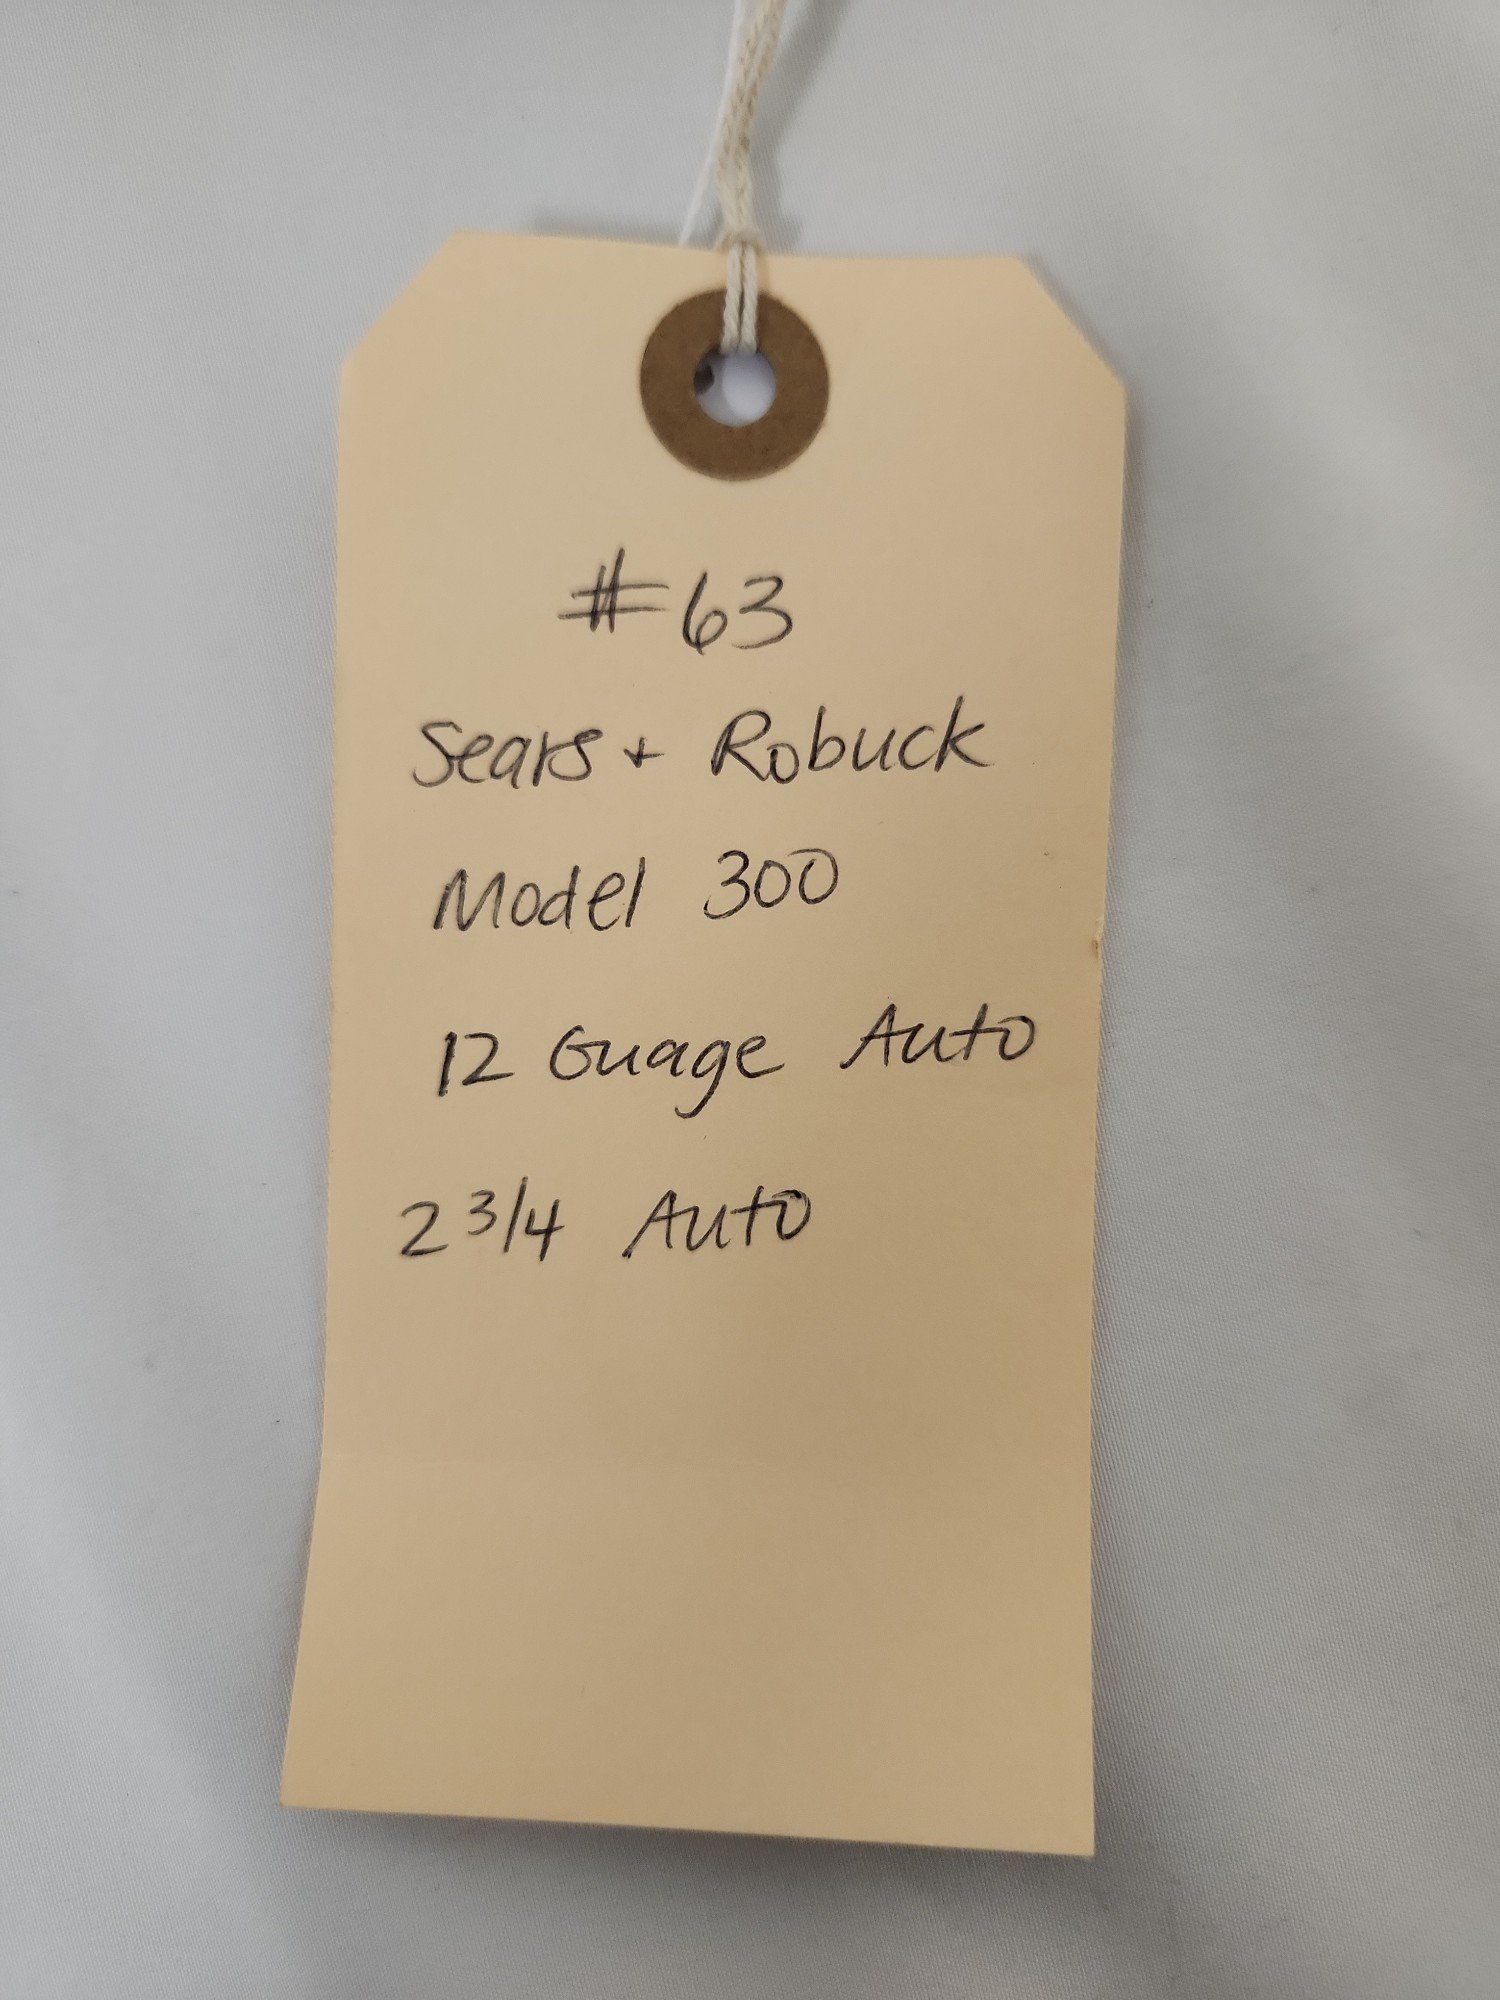 #63
Sears + Robuck
Model 300
12 Guage Auto
2 3/4 Auto